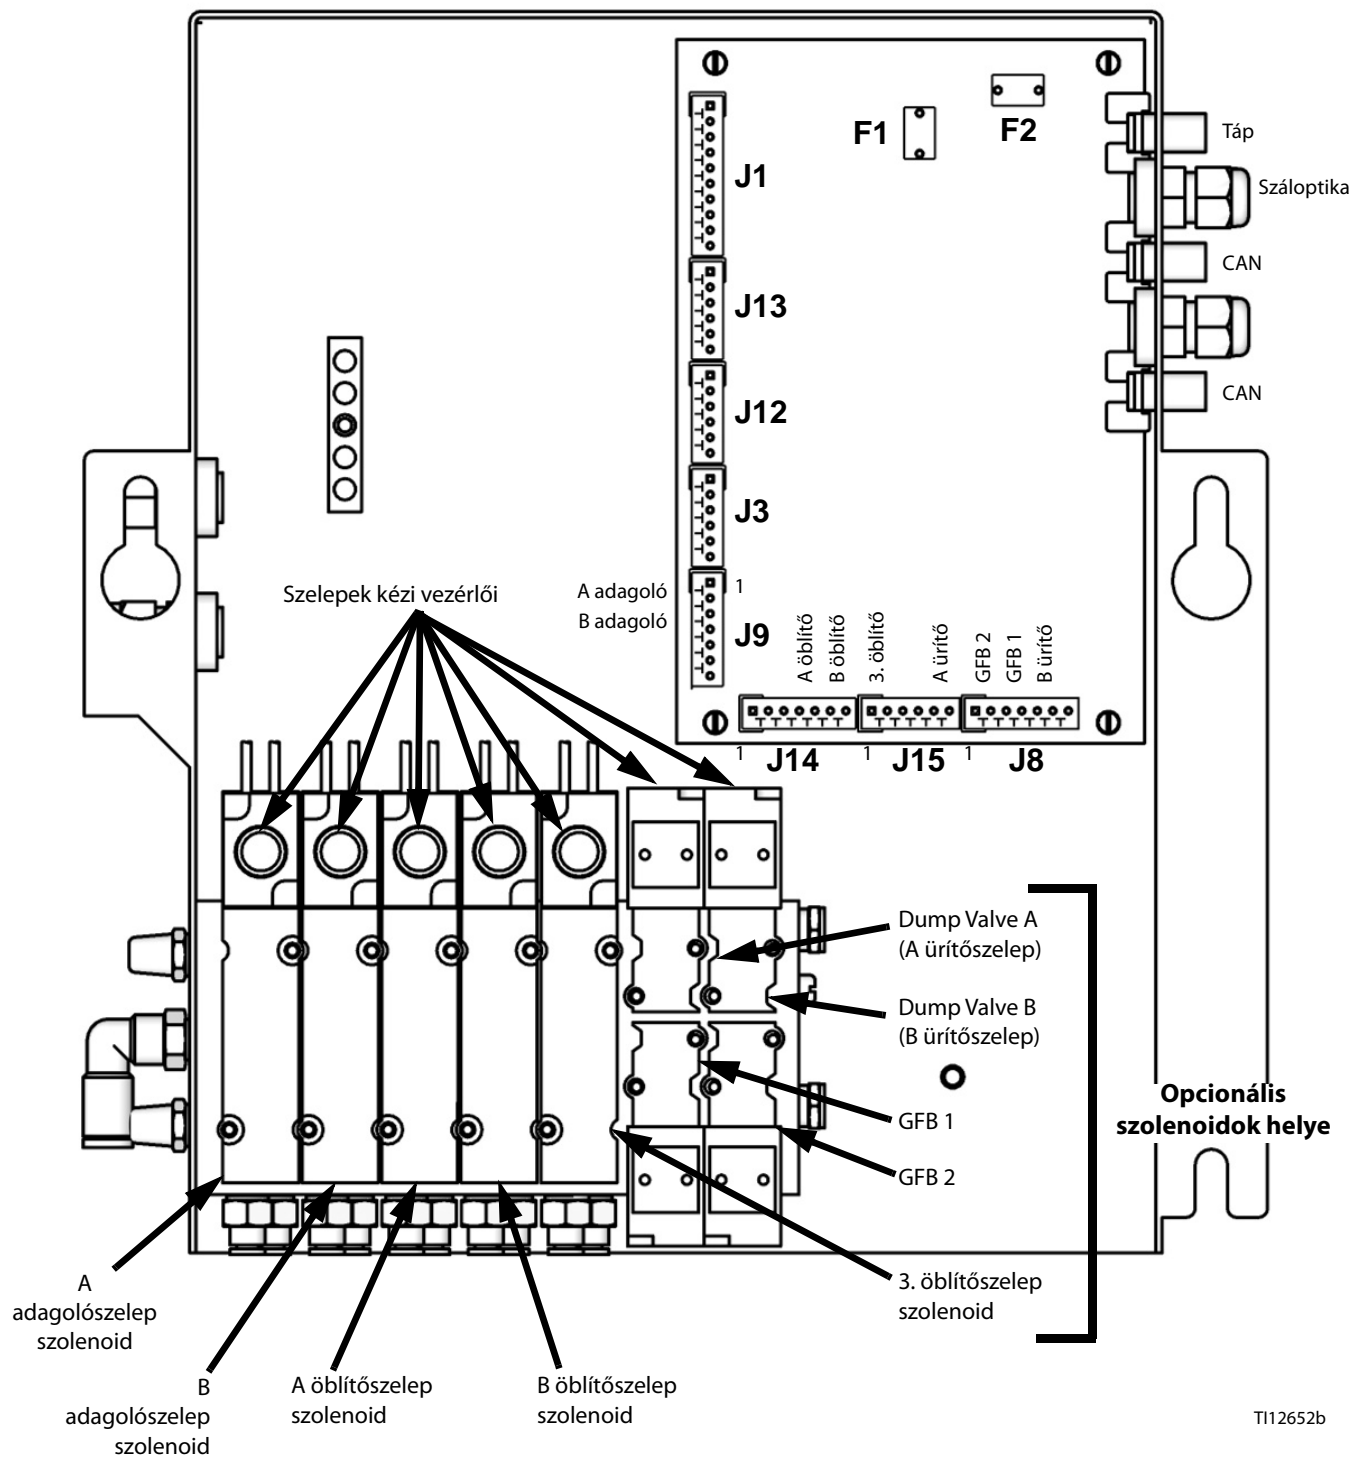 F1
F2
J1
J13
J12
J3
J9
1
A adagoló
B adagoló
A öblítő
B öblítő
3. öblítő
A ürítő
GFB 2
GFB 1
B ürítő
1
J14
1
J15
1
J8
Táp
Száloptika
CAN
CAN
Szelepek kézi vezérlői
Dump Valve A
(A ürítőszelep)
Dump Valve B
(B ürítőszelep)
GFB 1
GFB 2
3. öblítőszelep
szolenoid
Opcionális
szolenoidok helye
A
adagolószelep
szolenoid
B
adagolószelep
szolenoid
A öblítőszelep
szolenoid
B öblítőszelep
szolenoid
TI12652b